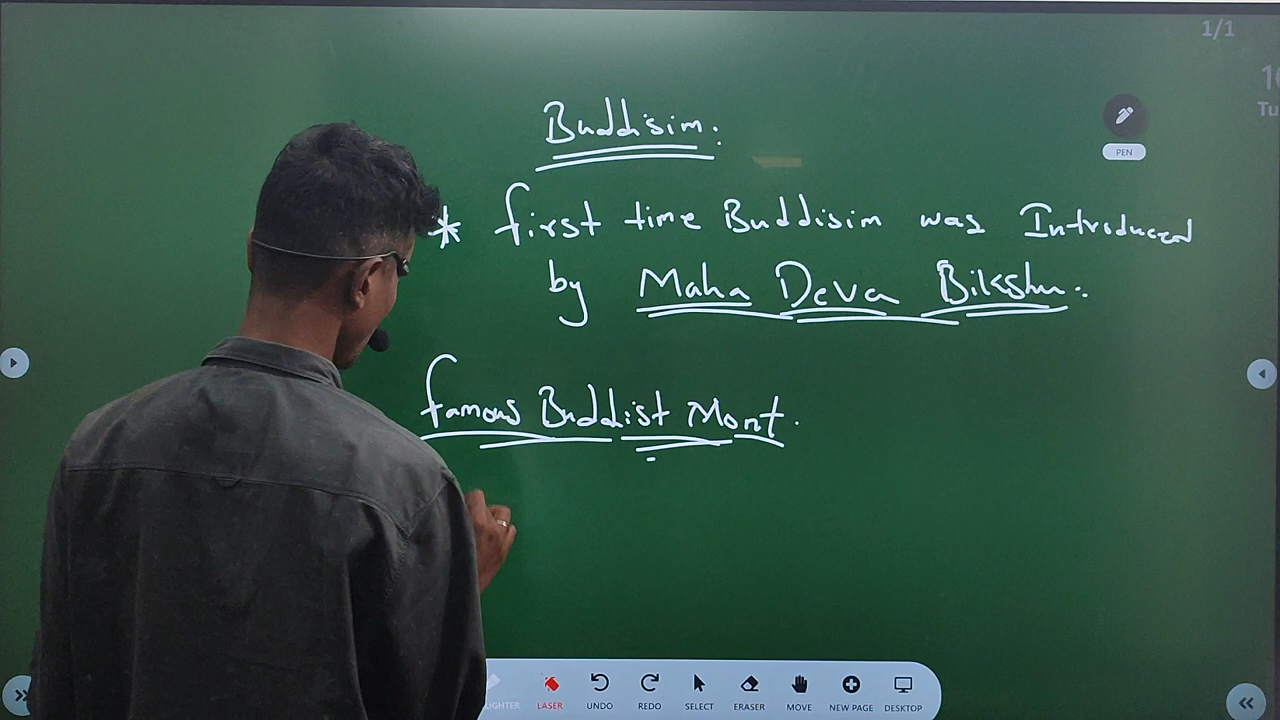 1/1
Buddisim.
PEN
* first time Buddisim was Introduced
by Maha Deva Bikshu.
famous Buddist Mont.
LASER UNDO REDO SELECT ERASER MOVE NEW PAGE DESKTOP